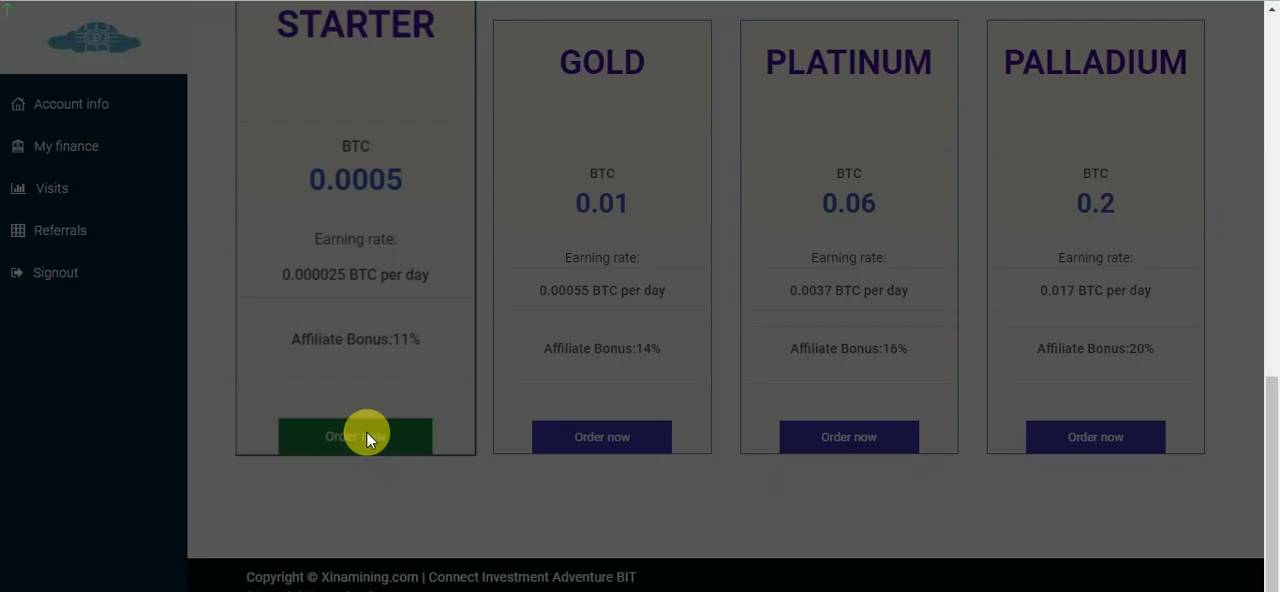 STARTER
GOLD
PLATINUM
PALLADIUM
Account info
My finance
Visits
Referrals
Signout
BTC
0.0005
Earning rate:
0.000025 BTC per day
Affiliate Bonus:11%
Order now
BTC
0.01
Earning rate:
0.00055 BTC per day
Affiliate Bonus:14%
Order now
BTC
0.06
Earning rate:
0.0037 BTC per day
Affiliate Bonus:16%
Order now
BTC
0.2
Earning rate:
0.017 BTC per day
Affiliate Bonus:20%
Order now
Copyright © Xinamining.com | Connect Investment Adventure BIT